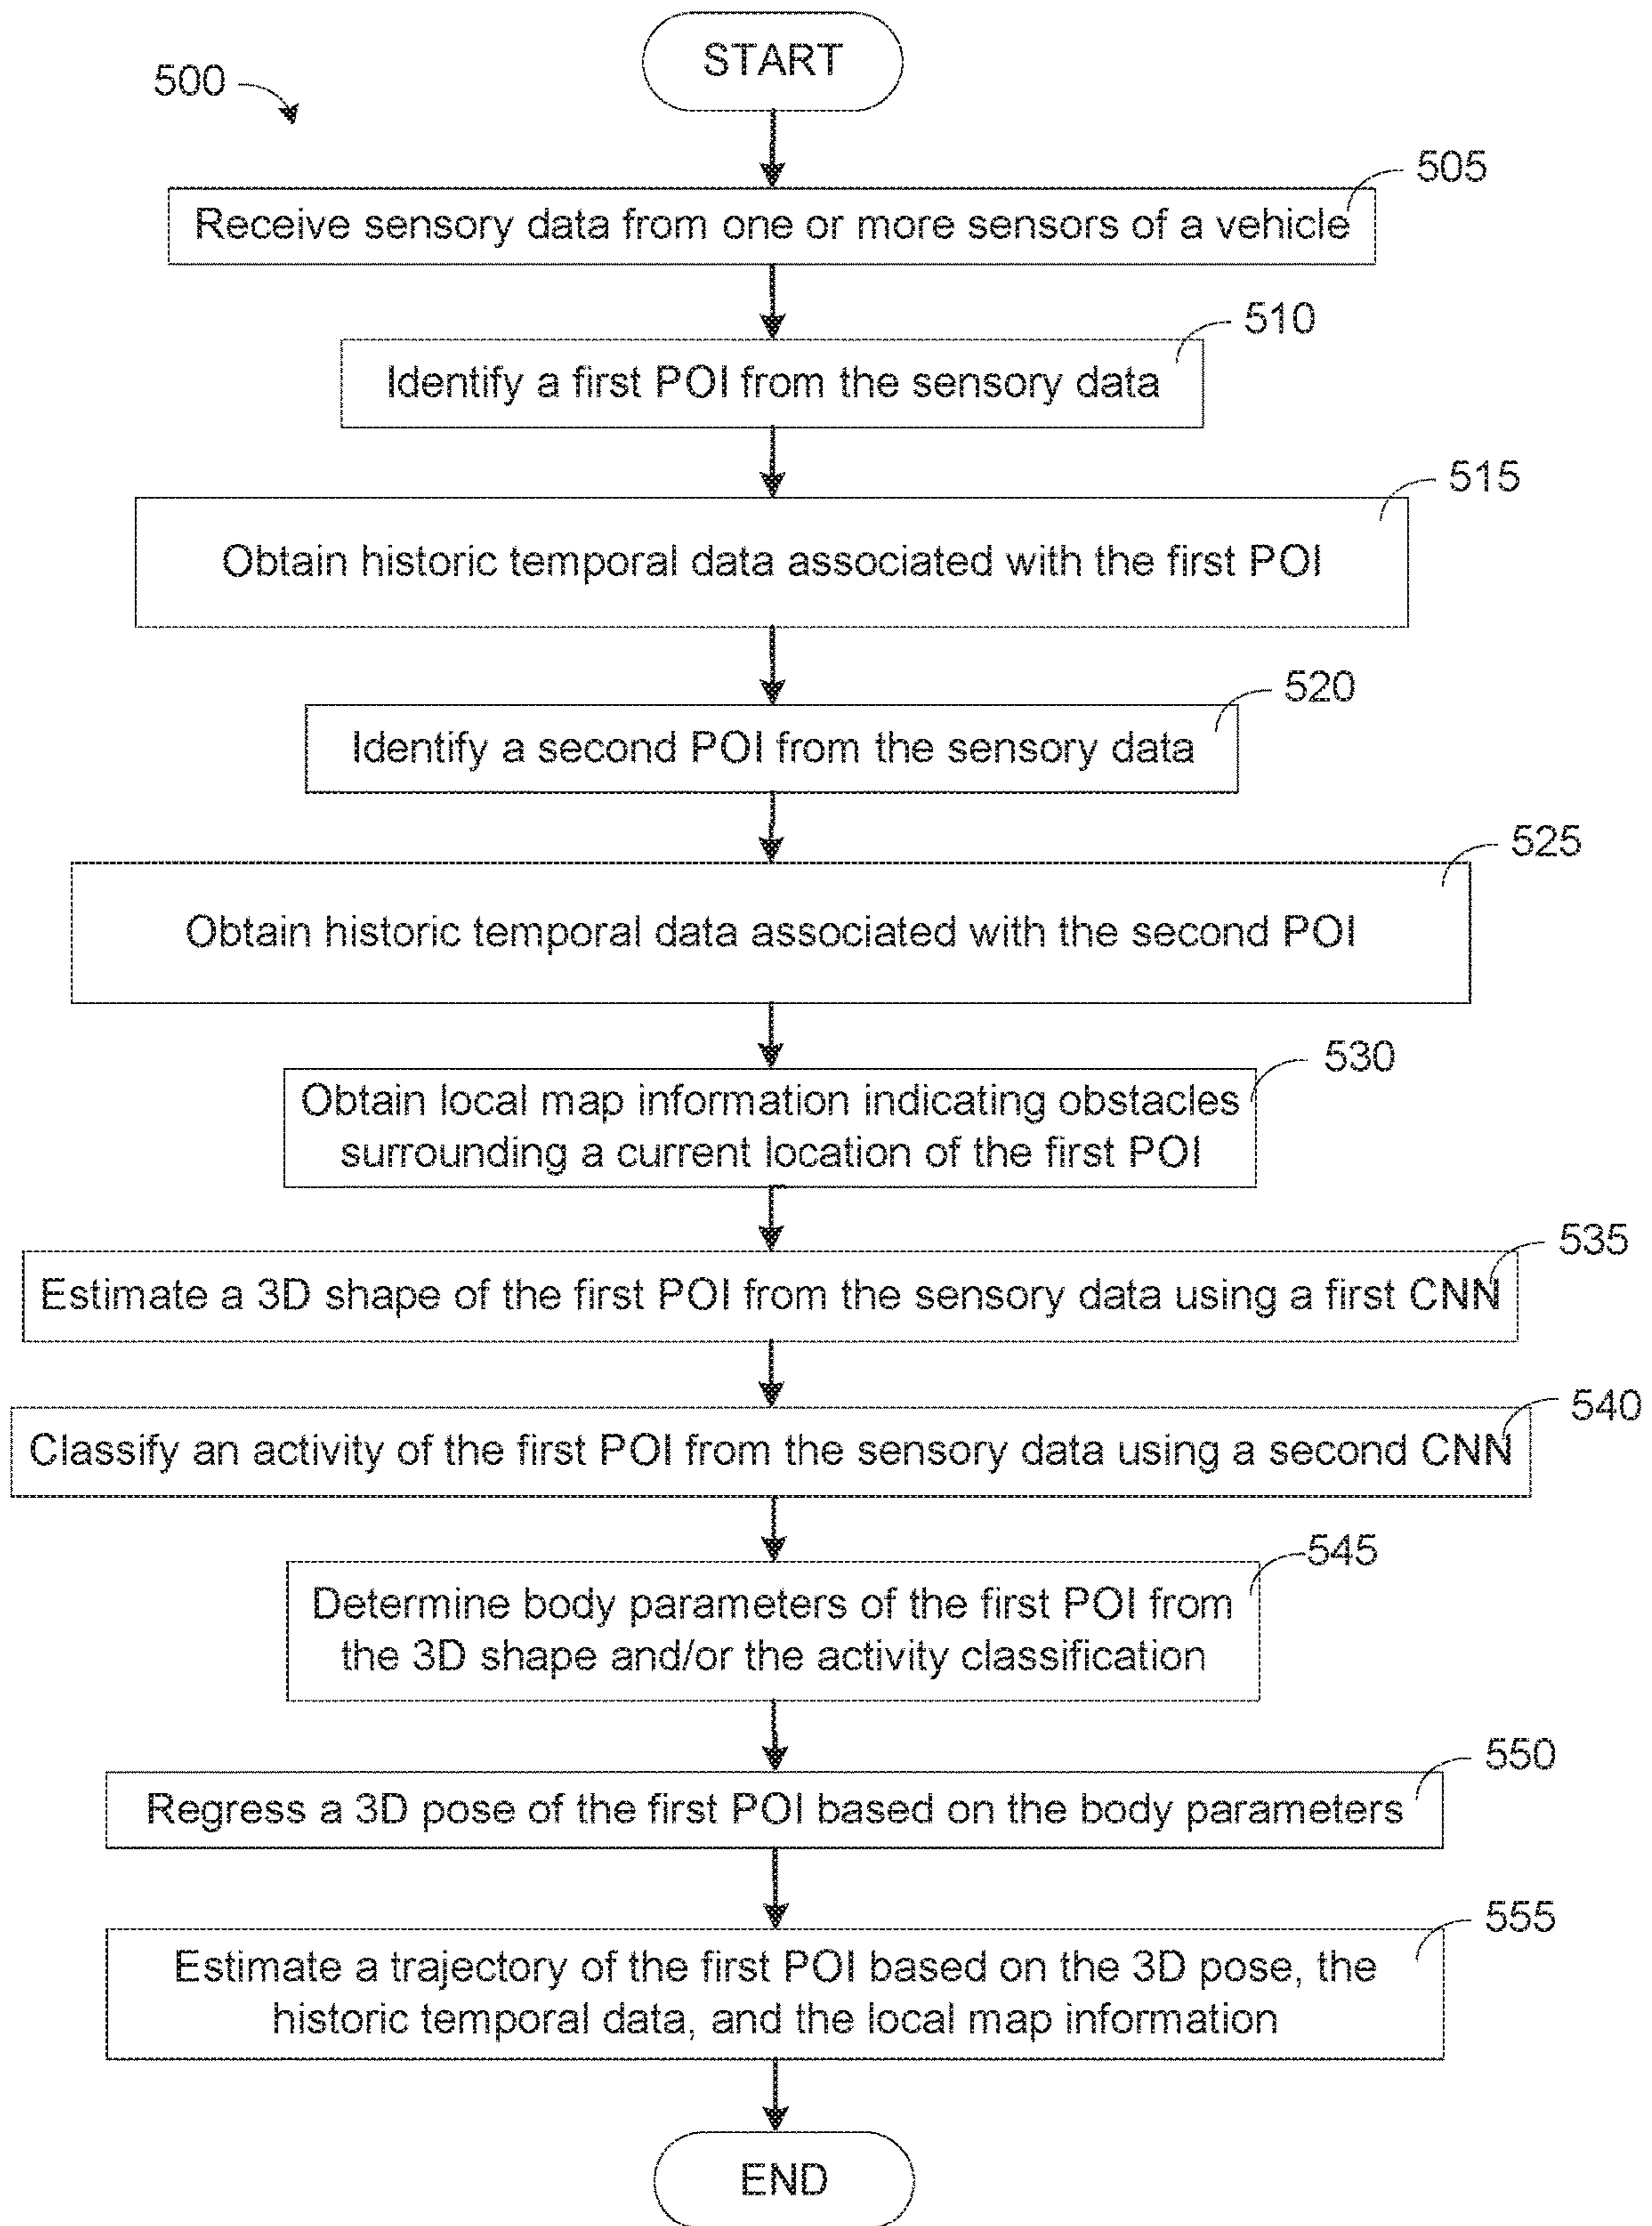 START
500
505
Receive sensory data from one or more sensors of a vehicle
510
Identify a first POI from the sensory data
515
Obtain historic temporal data associated with the first POI
520
Identify a second POI from the sensory data
525
Obtain historic temporal data associated with the second POI
530
Obtain local map information indicating obstacles
surrounding a current location of the first POI
535
Estimate a 3D shape of the first POI from the sensory data using a first CNN
540
Classify an activity of the first POI from the sensory data using a second CNN
545
Determine body parameters of the first POI from
the 3D shape and/or the activity classification
550
Regress a 3D pose of the first POI based on the body parameters
555
Estimate a trajectory of the first POI based on the 3D pose, the
historic temporal data, and the local map information
END